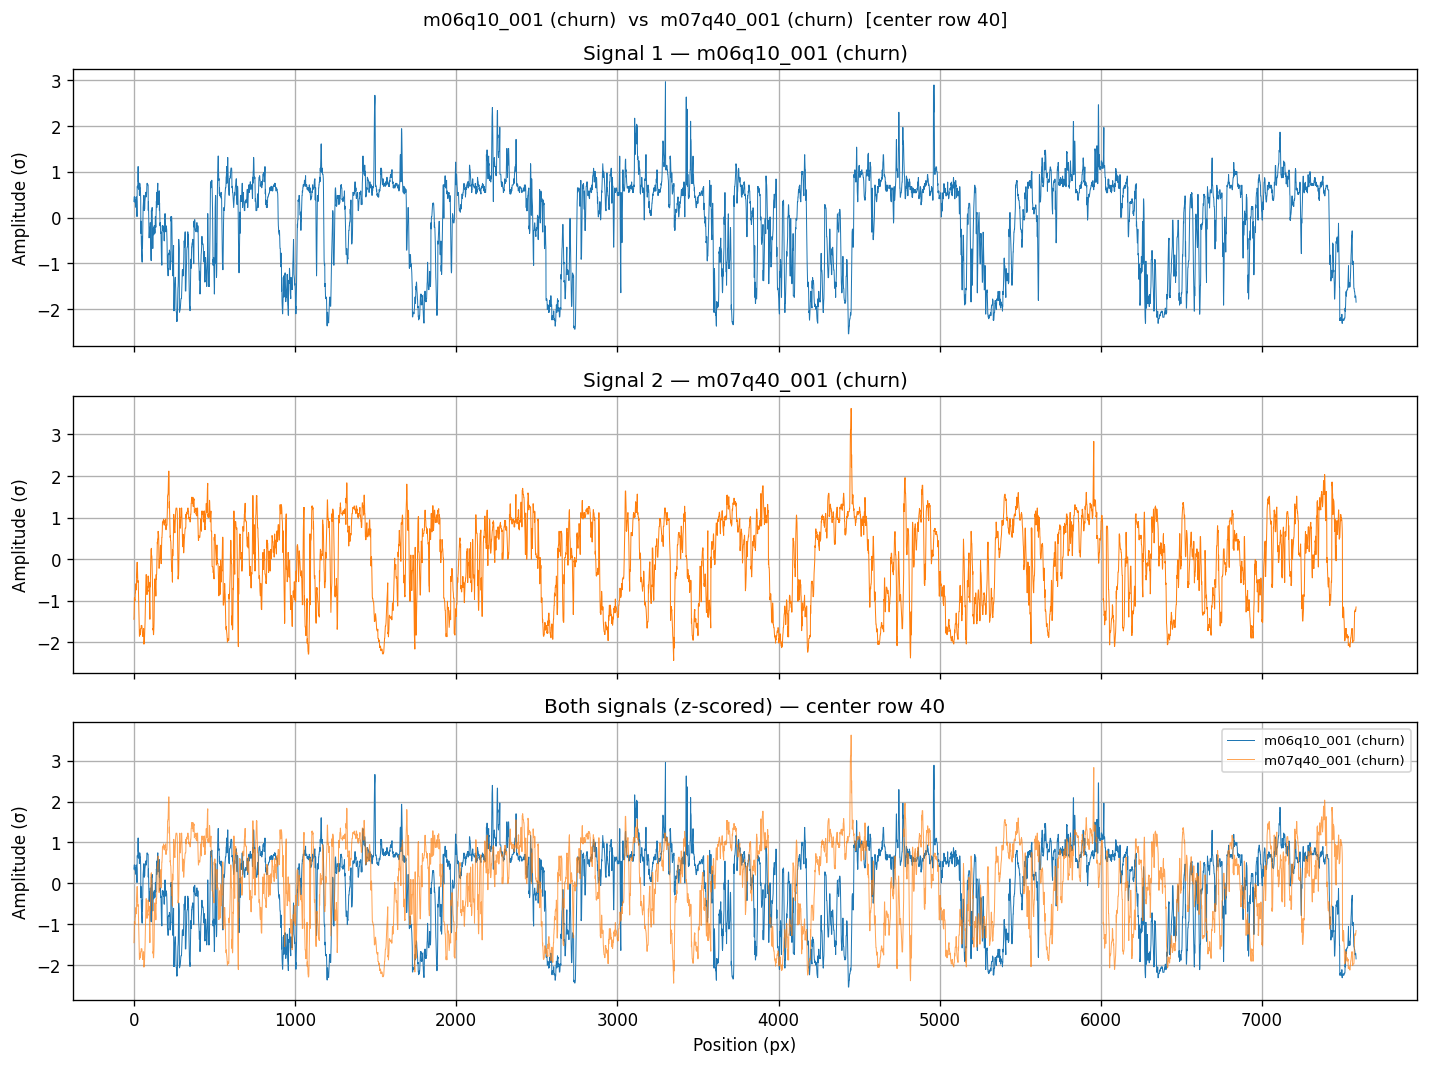 m06q10_001 (churn)  vs  m07q40_001 (churn)  [center row 40]
Signal 1 — m06q10_001 (churn)
Amplitude (σ)
3
2
1
0
−1
−2
Signal 2 — m07q40_001 (churn)
Amplitude (σ)
3
2
1
0
−1
−2
Both signals (z-scored) — center row 40
Amplitude (σ)
3
2
1
0
−1
−2
m06q10_001 (churn)
m07q40_001 (churn)
0 1000 2000 3000 4000 5000 6000 7000
Position (px)